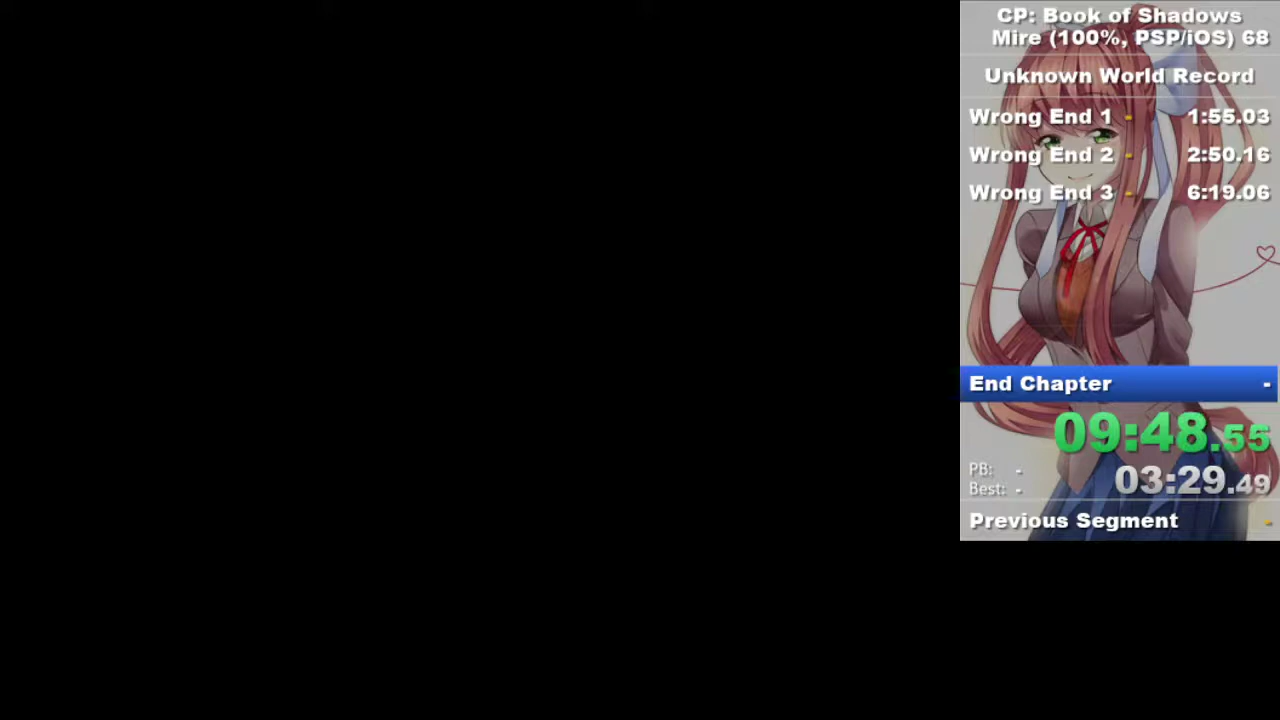 CP: Book of Shadows
Mire (100%, PSP/iOS) 68
Unknown World Record
Wrong End 1 - 1:55.03
Wrong End 2 - 2:50.16
Wrong End 3 - 6:19.06
End Chapter -
09:48.55
PB: -
Best: -
03:29.49
Previous Segment -